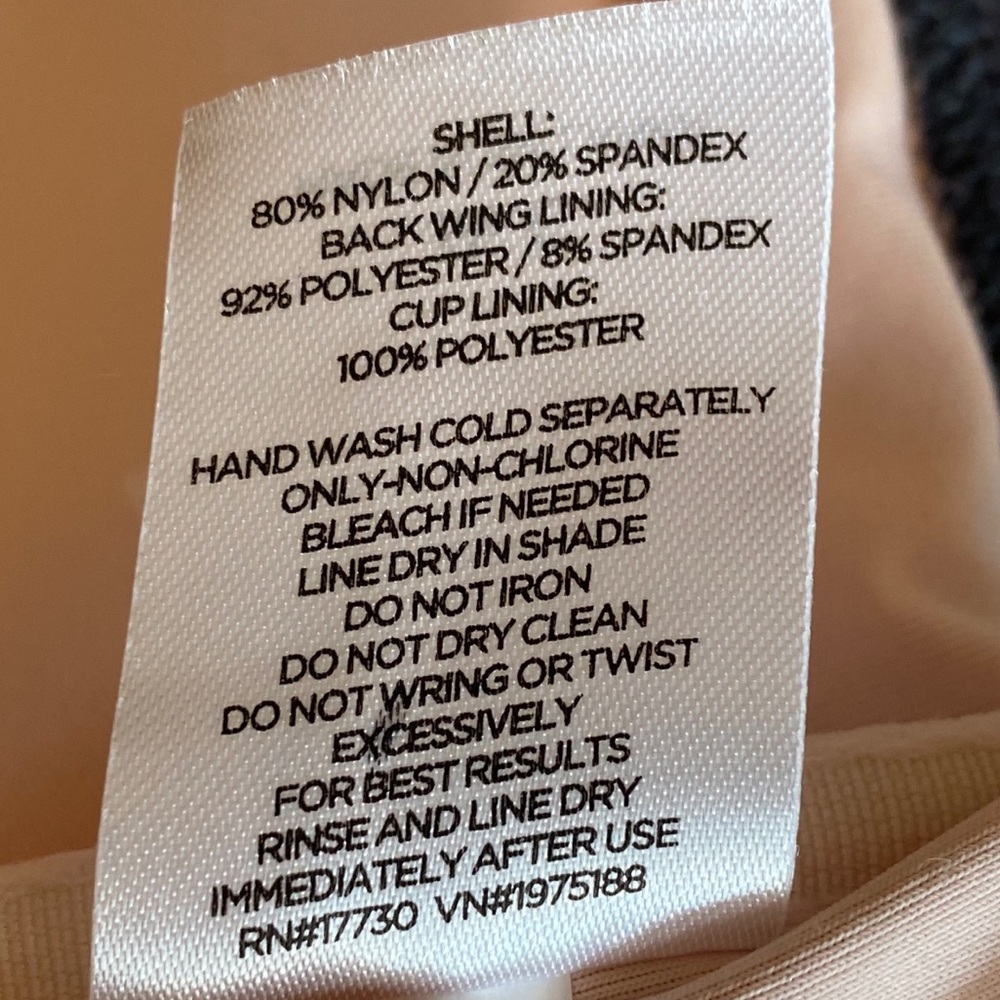 SHELL:
80% NYLON / 20% SPANDEX
BACK WING LINING:
92% POLYESTER / 8% SPANDEX
CUP LINING:
100% POLYESTER
HAND WASH COLD SEPARATELY
ONLY-NON-CHLORINE
BLEACH IF NEEDED
LINE DRY IN SHADE
DO NOT IRON
DO NOT DRY CLEAN
DO NOT WRING OR TWIST
EXCESSIVELY
FOR BEST RESULTS
RINSE AND LINE DRY
IMMEDIATELY AFTER USE
RN#17730 VN#1975188